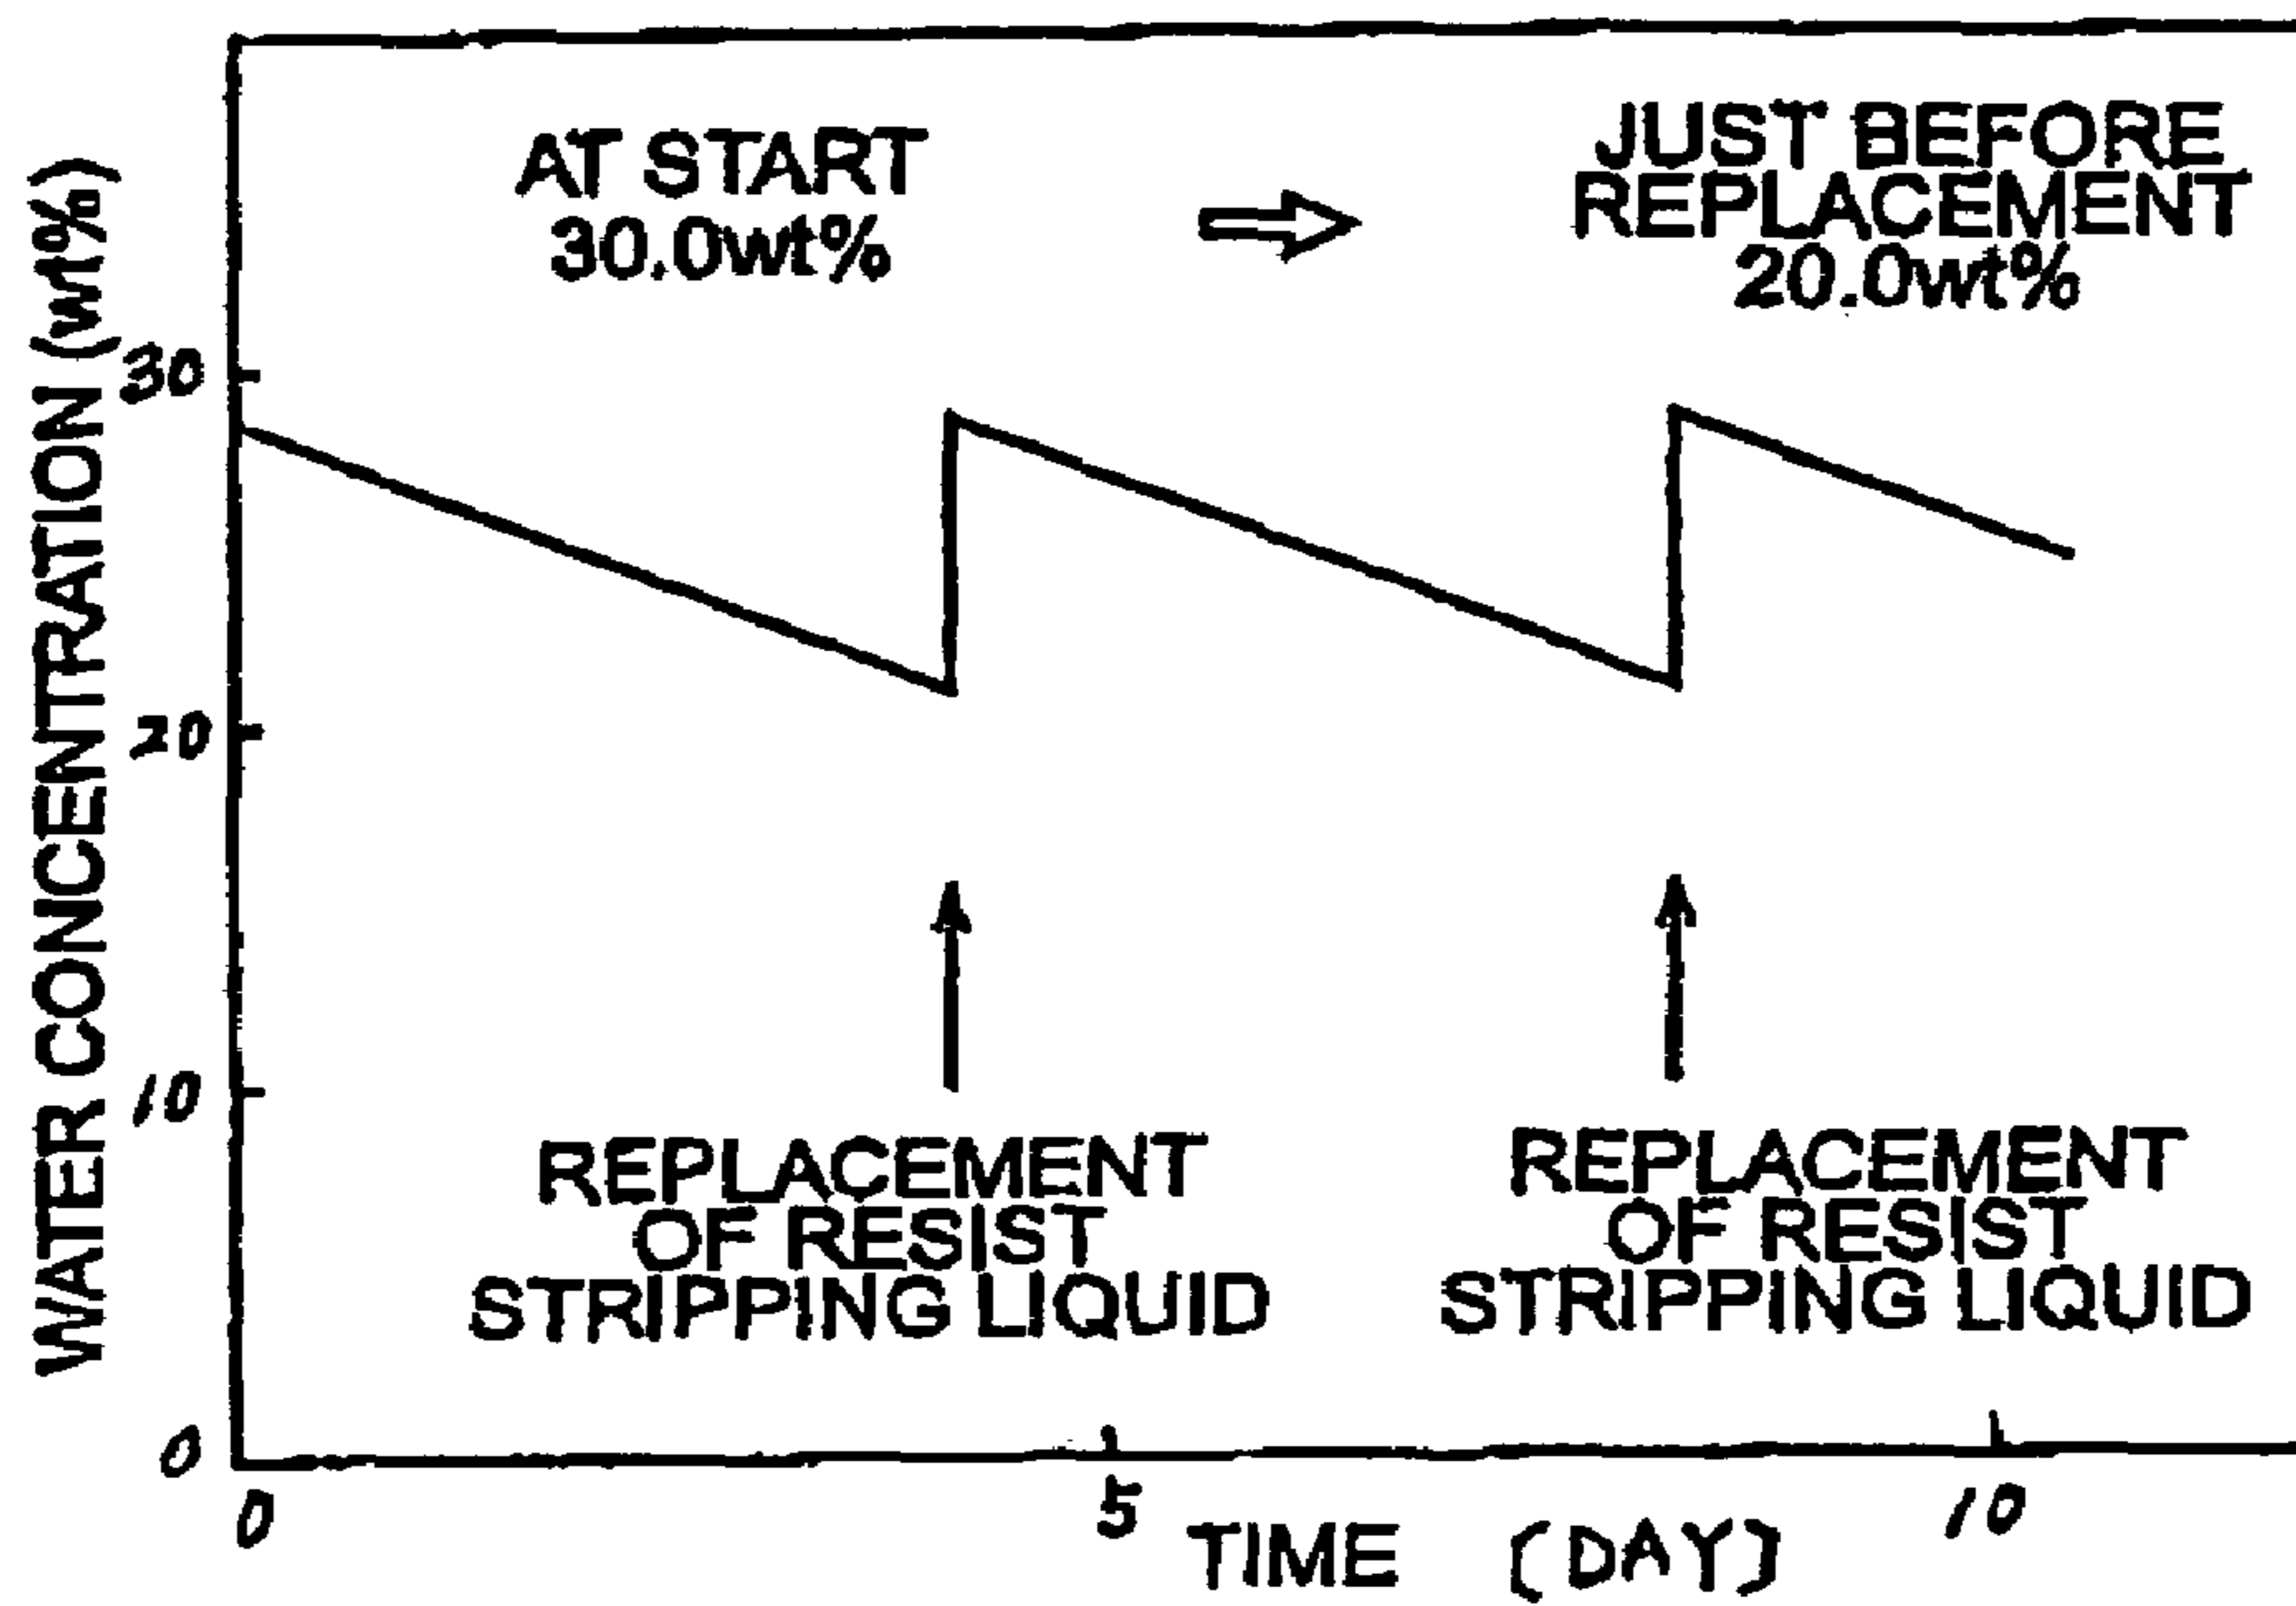 AT START
30.0wt%
⇨
JUST BEFORE
REPLACEMENT
20.0wt%
WATER CONCENTRATION (wt%)
30
20
10
0
REPLACEMENT
OF RESIST
STRIPPING LIQUID
REPLACEMENT
OF RESIST
STRIPPING LIQUID
0
5
10
TIME (DAY)